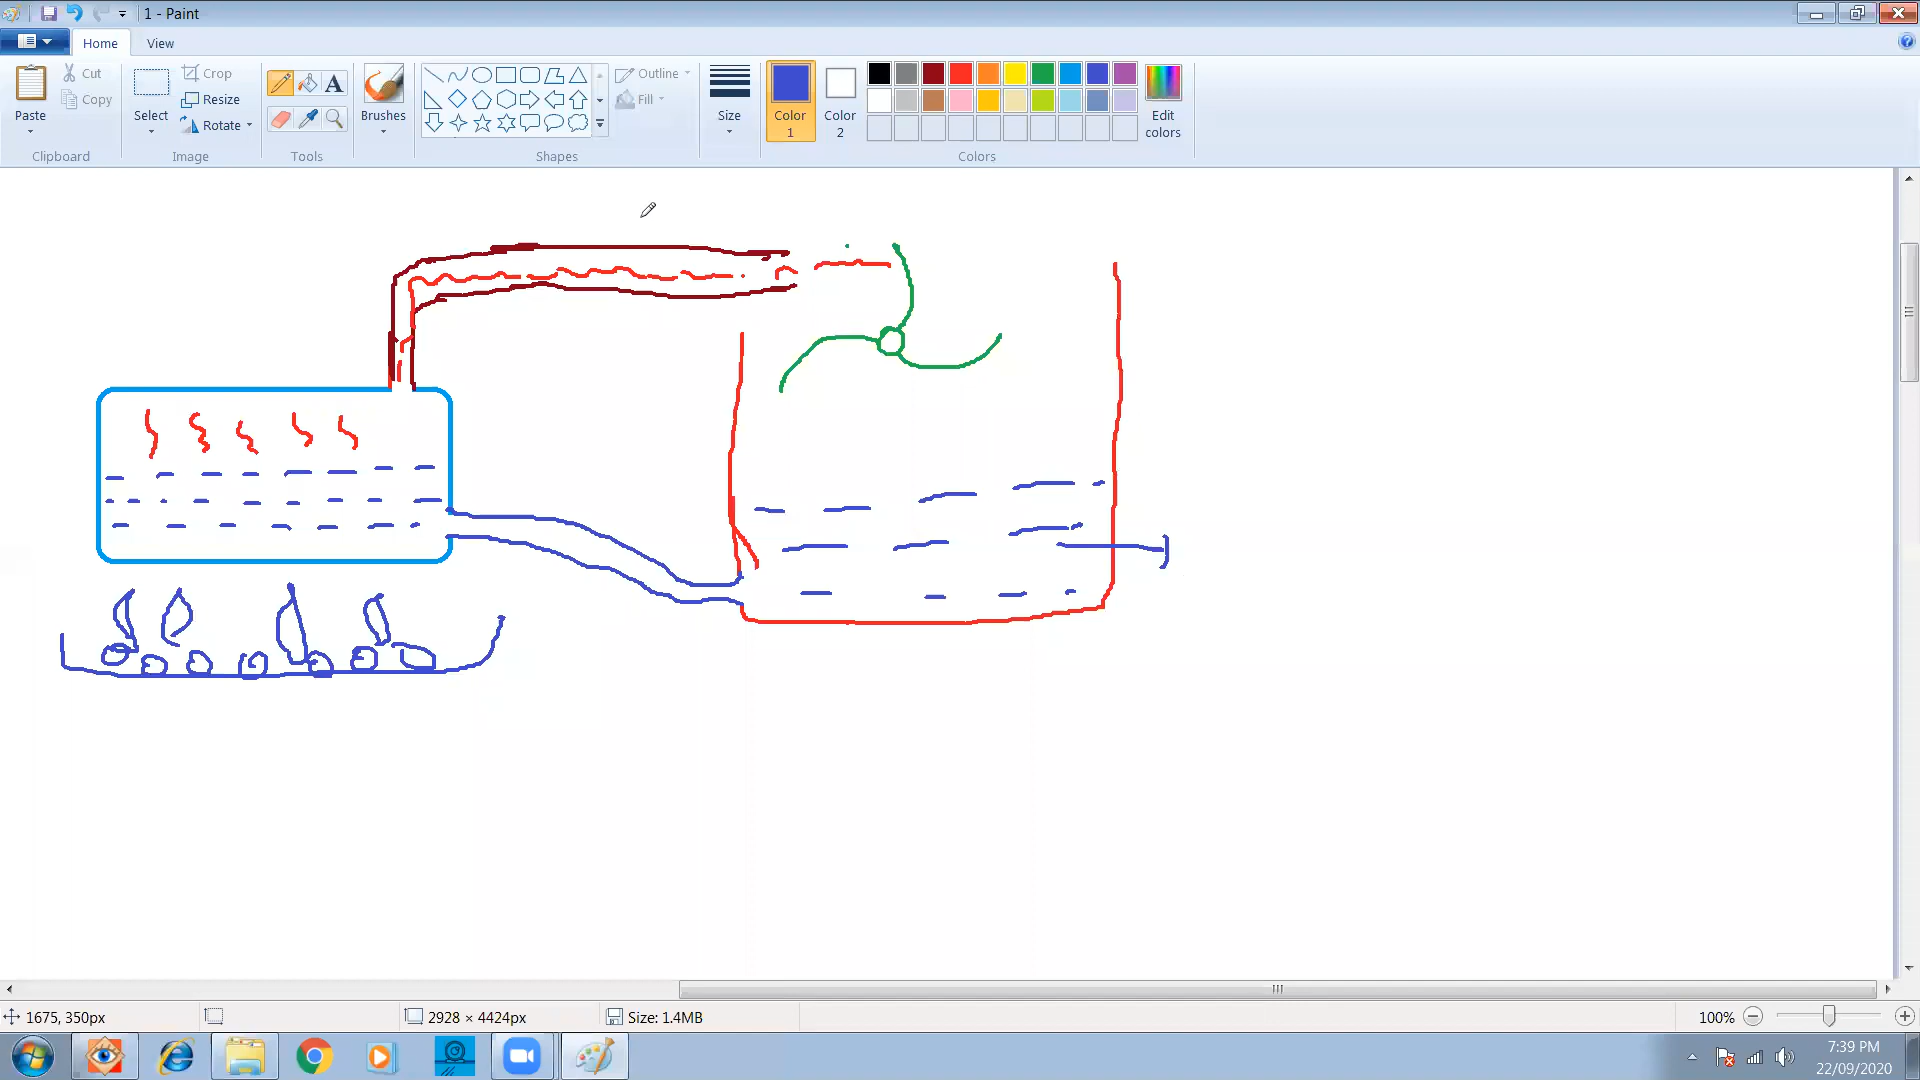 1 - Paint
Home View
Paste
Cut
Copy
Clipboard
Select
Crop
Resize
Rotate
Image
A
Tools
Brushes
Shapes
Outline
Fill
Size
Color 1
Color 2
Edit colors
Colors
1675, 350px
2928 × 4424px
Size: 1.4MB
100%
7:39 PM
22/09/2020